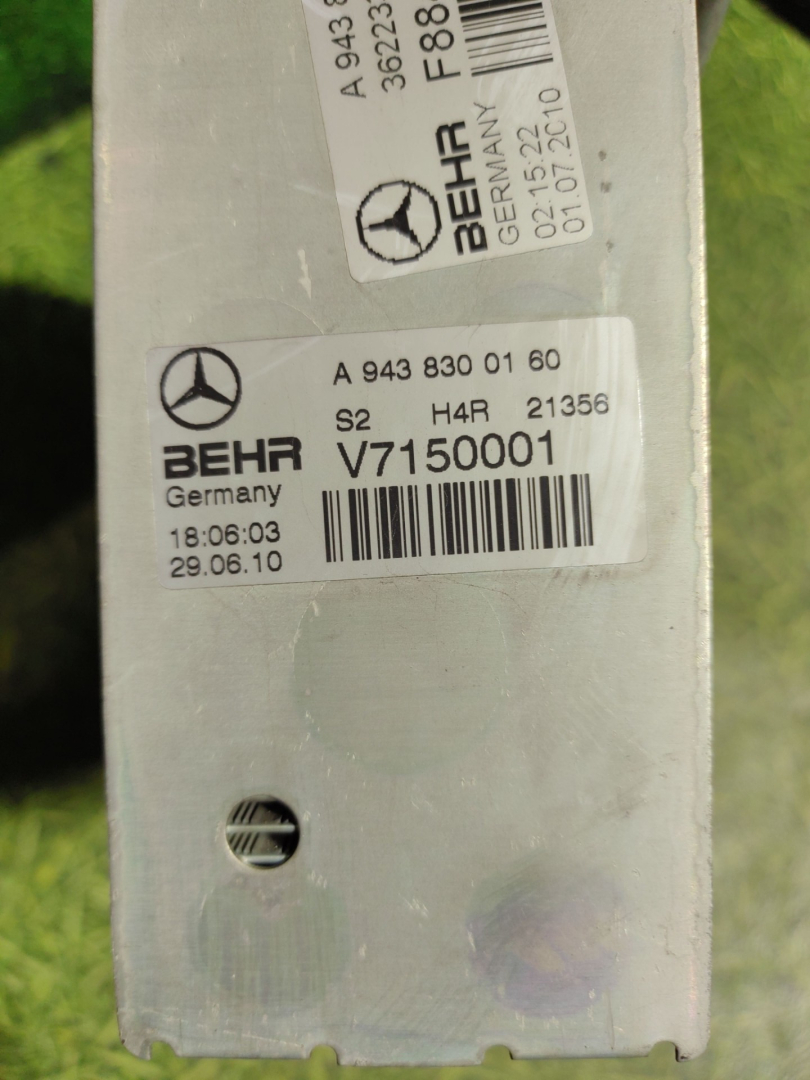 A 943 8
36223
F88
BEHR
GERMANY
02:15:22
01.07.2010
A 943 830 01 60
S2 H4R 21356
BEHR V7150001
Germany
18:06:03
29.06.10